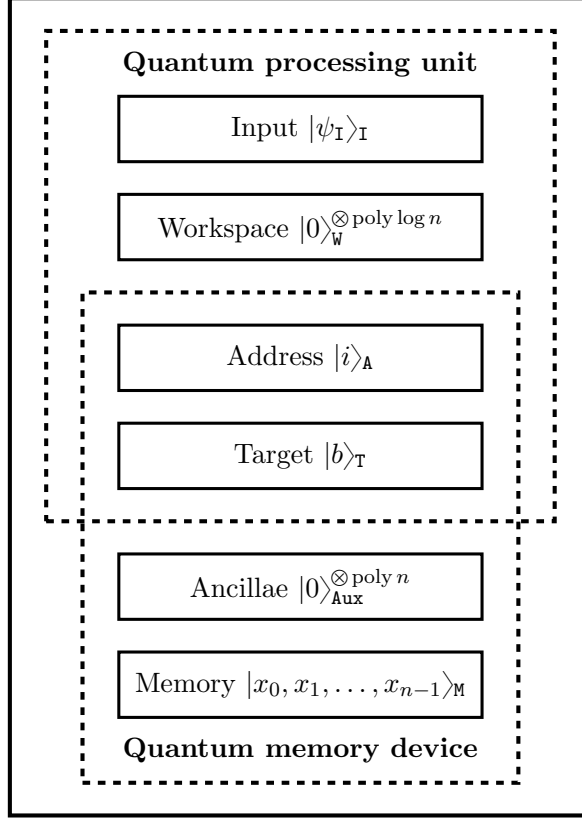 Quantum processing unit
Input |ψ_I⟩_I
Workspace |0⟩_W^{⊗ poly log n}
Address |i⟩_A
Target |b⟩_T
Ancillae |0⟩_Aux^{⊗ poly n}
Memory |x_0, x_1, …, x_{n−1}⟩_M
Quantum memory device